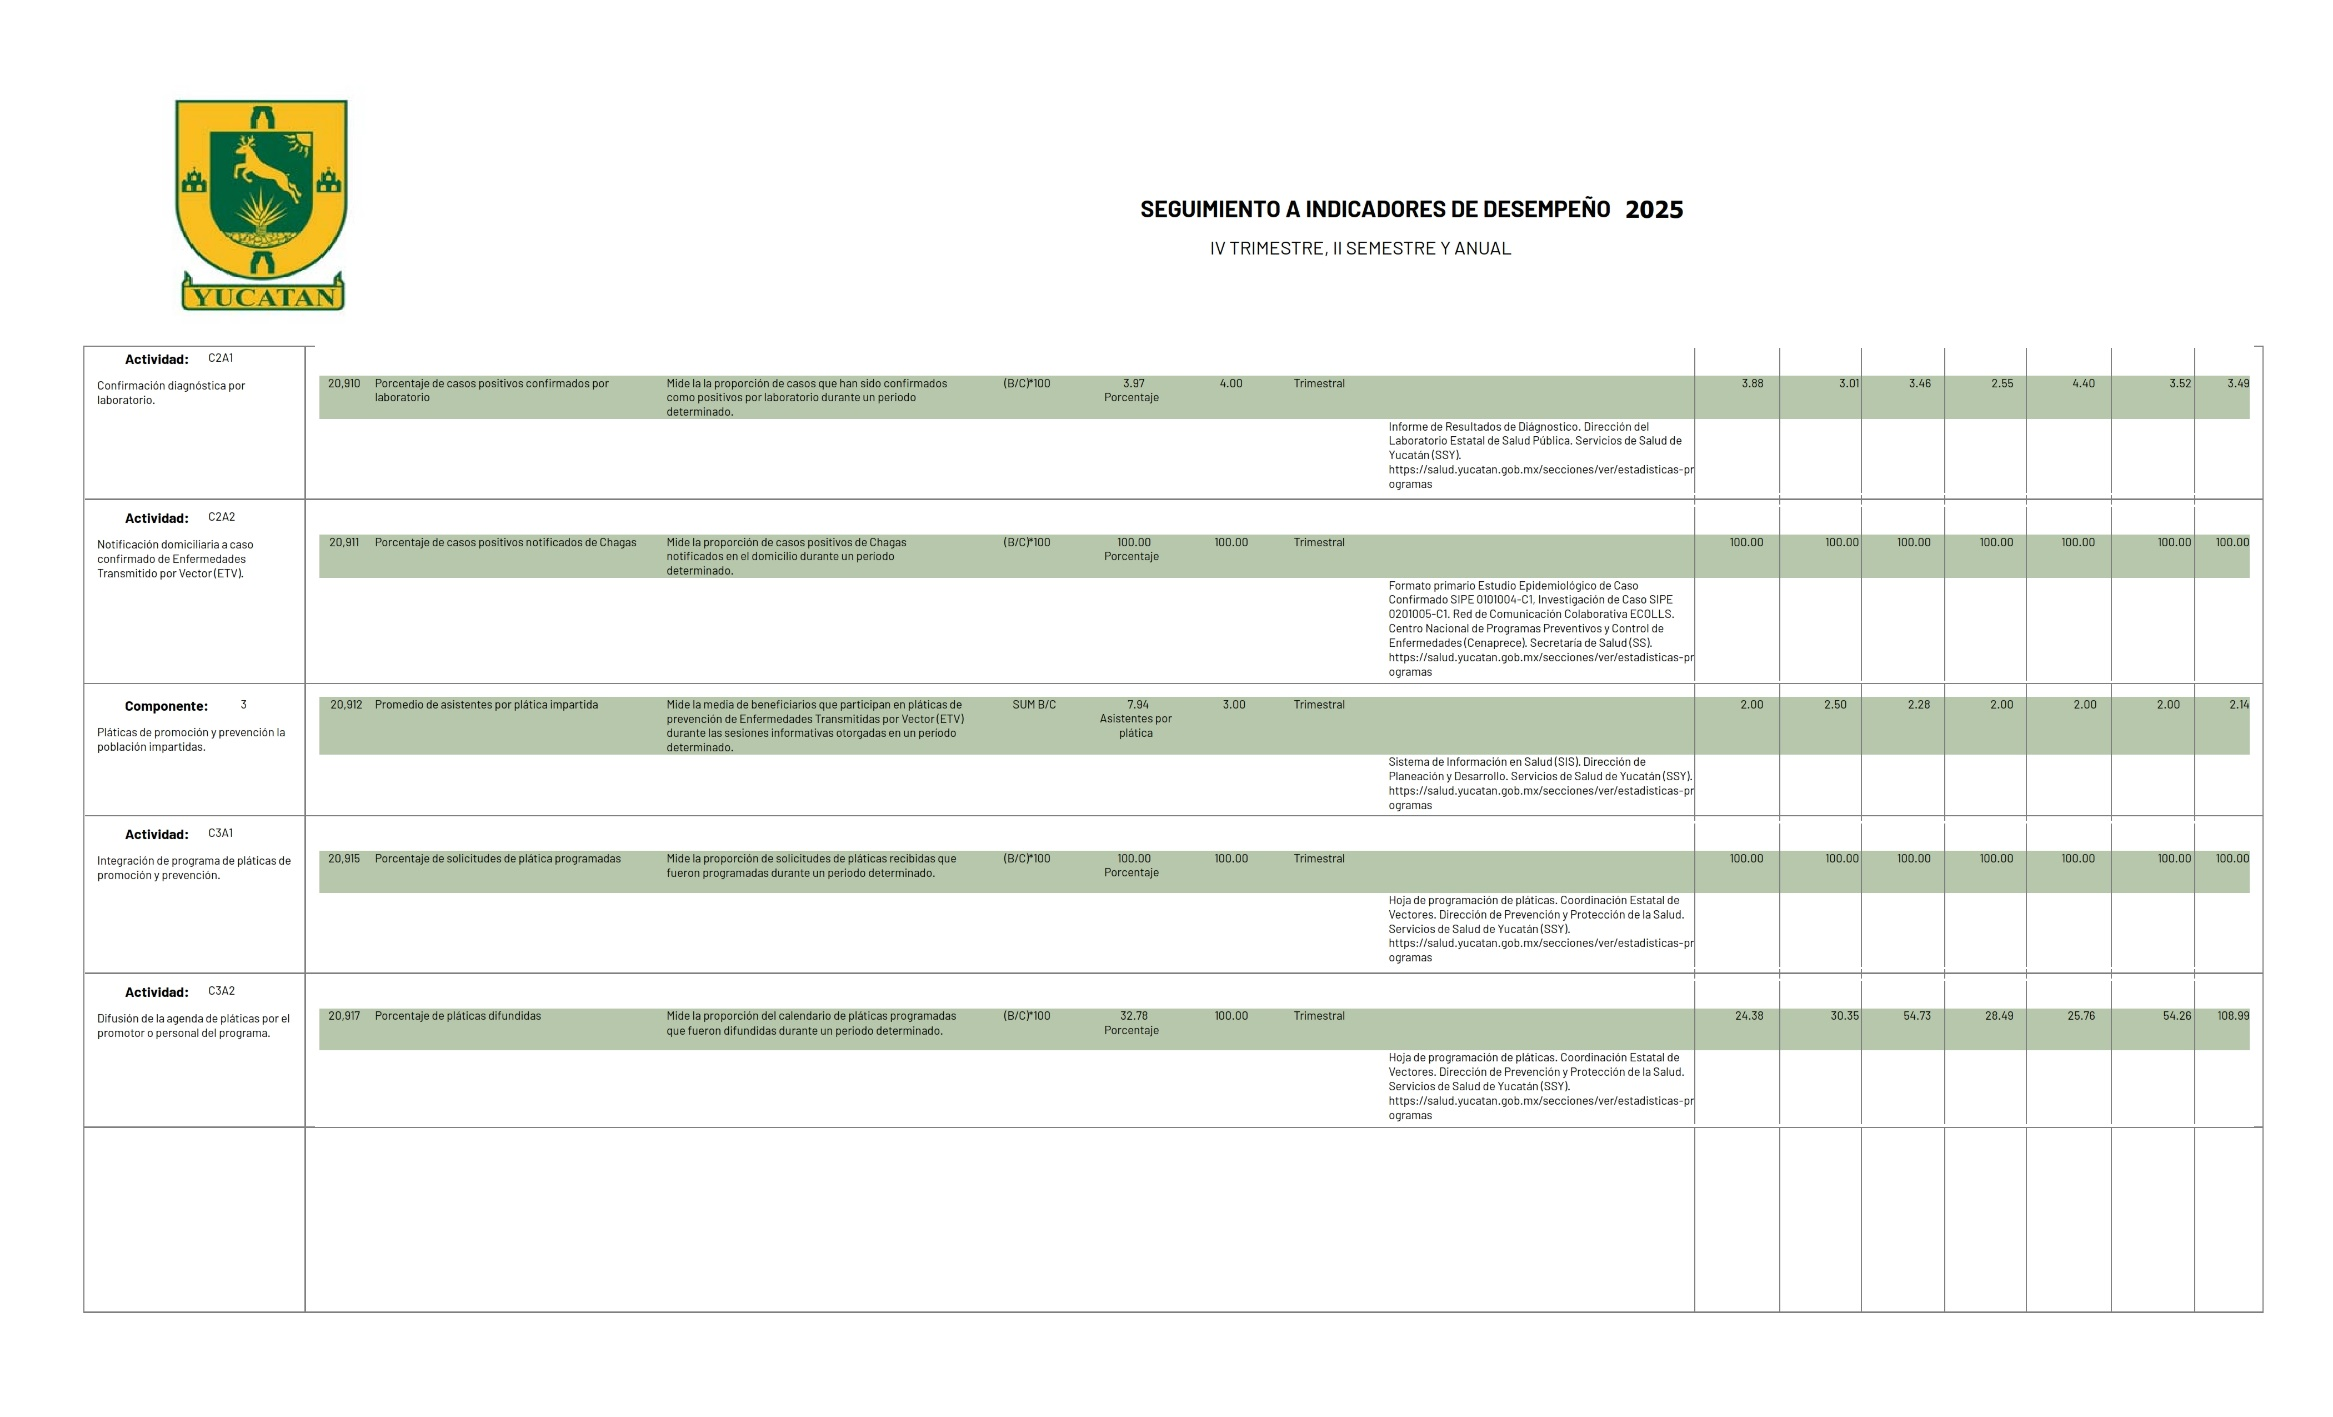 YUCATAN
SEGUIMIENTO A INDICADORES DE DESEMPEÑO 2025
IV TRIMESTRE, II SEMESTRE Y ANUAL
Actividad: C2A1
Confirmación diagnóstica por
laboratorio.
20,910 Porcentaje de casos positivos confirmados por Mide la la proporción de casos que han sido confirmados (B/C)*100 3.97 4.00 Trimestral 3.88 3.01 3.46 2.55 4.40 3.52 3.49
laboratorio como positivos por laboratorio durante un periodo Porcentaje
determinado.
Informe de Resultados de Diágnostico. Dirección del
Laboratorio Estatal de Salud Pública. Servicios de Salud de
Yucatán (SSY).
https://salud.yucatan.gob.mx/secciones/ver/estadisticas-pr
ogramas
Actividad: C2A2
Notificación domiciliaria a caso
confirmado de Enfermedades
Transmitido por Vector (ETV).
20,911 Porcentaje de casos positivos notificados de Chagas Mide la proporción de casos positivos de Chagas (B/C)*100 100.00 100.00 Trimestral 100.00 100.00 100.00 100.00 100.00 100.00 100.00
notificados en el domicilio durante un periodo Porcentaje
determinado.
Formato primario Estudio Epidemiológico de Caso
Confirmado SIPE 0101004-C1, Investigación de Caso SIPE
0201005-C1. Red de Comunicación Colaborativa ECOLLS.
Centro Nacional de Programas Preventivos y Control de
Enfermedades (Cenaprece). Secretaría de Salud (SS).
https://salud.yucatan.gob.mx/secciones/ver/estadisticas-pr
ogramas
Componente: 3
Pláticas de promoción y prevención la
población impartidas.
20,912 Promedio de asistentes por plática impartida Mide la media de beneficiarios que participan en pláticas de SUM B/C 7.94 3.00 Trimestral 2.00 2.50 2.28 2.00 2.00 2.00 2.14
prevención de Enfermedades Transmitidas por Vector (ETV) Asistentes por
durante las sesiones informativas otorgadas en un periodo plática
determinado.
Sistema de Información en Salud (SIS). Dirección de
Planeación y Desarrollo. Servicios de Salud de Yucatán (SSY).
https://salud.yucatan.gob.mx/secciones/ver/estadisticas-pr
ogramas
Actividad: C3A1
Integración de programa de pláticas de
promoción y prevención.
20,915 Porcentaje de solicitudes de plática programadas Mide la proporción de solicitudes de pláticas recibidas que (B/C)*100 100.00 100.00 Trimestral 100.00 100.00 100.00 100.00 100.00 100.00 100.00
fueron programadas durante un periodo determinado. Porcentaje
Hoja de programación de pláticas. Coordinación Estatal de
Vectores. Dirección de Prevención y Protección de la Salud.
Servicios de Salud de Yucatán (SSY).
https://salud.yucatan.gob.mx/secciones/ver/estadisticas-pr
ogramas
Actividad: C3A2
Difusión de la agenda de pláticas por el
promotor o personal del programa.
20,917 Porcentaje de pláticas difundidas Mide la proporción del calendario de pláticas programadas (B/C)*100 32.78 100.00 Trimestral 24.38 30.35 54.73 28.49 25.76 54.26 108.99
que fueron difundidas durante un periodo determinado. Porcentaje
Hoja de programación de pláticas. Coordinación Estatal de
Vectores. Dirección de Prevención y Protección de la Salud.
Servicios de Salud de Yucatán (SSY).
https://salud.yucatan.gob.mx/secciones/ver/estadisticas-pr
ogramas